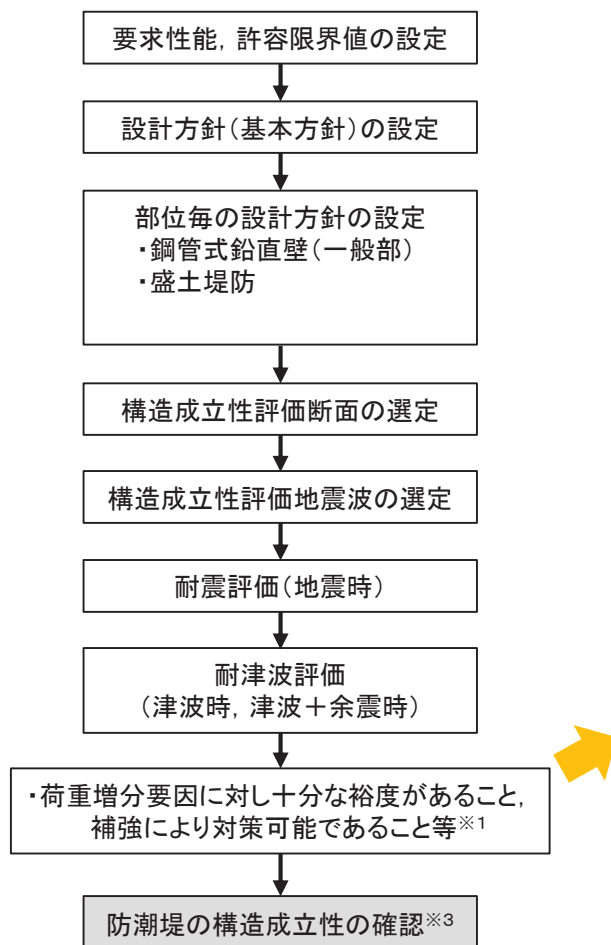 要求性能，許容限界値の設定
設計方針（基本方針）の設定
部位毎の設計方針の設定
・鋼管式鉛直壁（一般部）
・盛土堤防
構造成立性評価断面の選定
構造成立性評価地震波の選定
耐震評価（地震時）
耐津波評価
（津波時，津波＋余震時）
・荷重増分要因に対し十分な裕度があること，
補強により対策可能であること等※1
防潮堤の構造成立性の確認※3